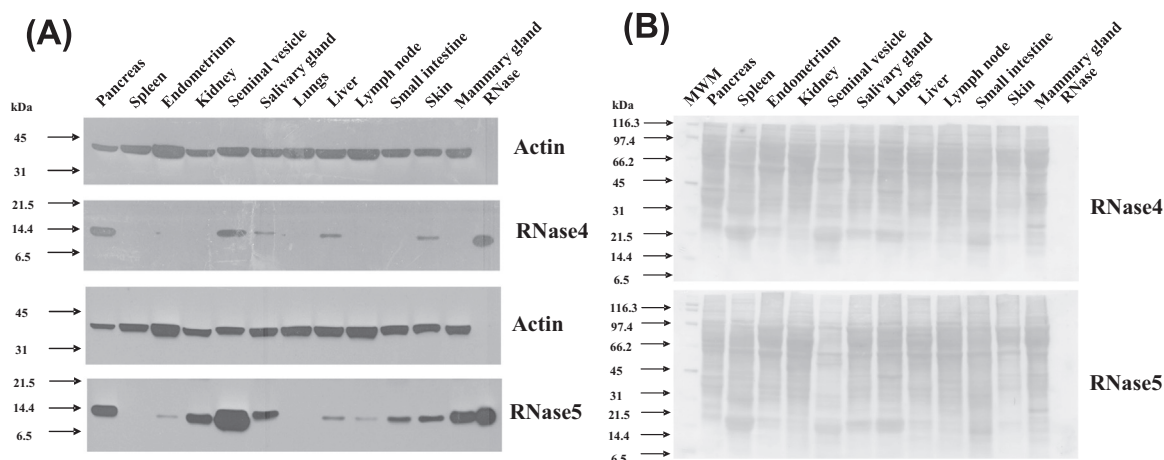 (A)
kDa
Pancreas
Spleen
Endometrium
Kidney
Seminal vesicle
Salivary gland
Lungs
Liver
Lymph node
Small intestine
Skin
Mammary gland
RNase
45
31
Actin
21.5
14.4
6.5
RNase4
45
31
Actin
21.5
14.4
6.5
RNase5
(B)
kDa
MWM
Pancreas
Spleen
Endometrium
Kidney
Seminal vesicle
Salivary gland
Lungs
Liver
Lymph node
Small intestine
Skin
Mammary gland
RNase
116.3
97.4
66.2
45
31
21.5
14.4
6.5
RNase4
116.3
97.4
66.2
45
31
21.5
14.4
6.5
RNase5